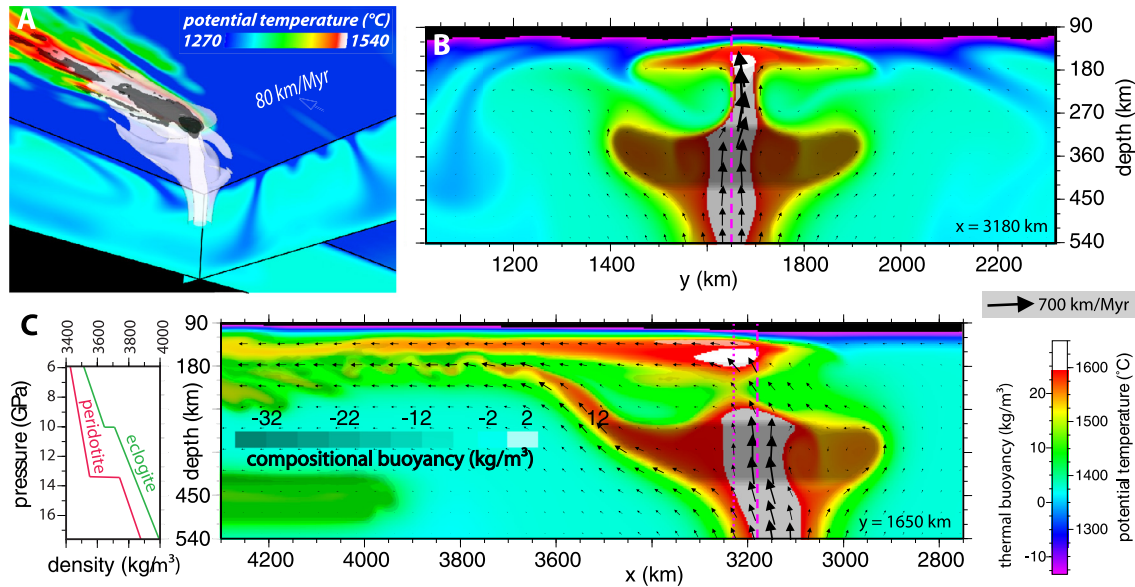 A
potential temperature (°C)
1270 1540
80 km/Myr
B
90
180
270
360
450
540
depth (km)
x = 3180 km
1200 1400 1600 1800 2000 2200
y (km)
700 km/Myr
C
3400 3600 3800 4000
6
8
10
12
14
16
pressure (GPa)
peridotite
eclogite
density (kg/m³)
90
180
270
360
450
540
depth (km)
-32 -22 -12 -2 2 12
compositional buoyancy (kg/m³)
y = 1650 km
4200 4000 3800 3600 3400 3200 3000 2800
x (km)
thermal buoyancy (kg/m³)
20
10
0
-10
1600
1500
1400
1300
potential temperature (°C)